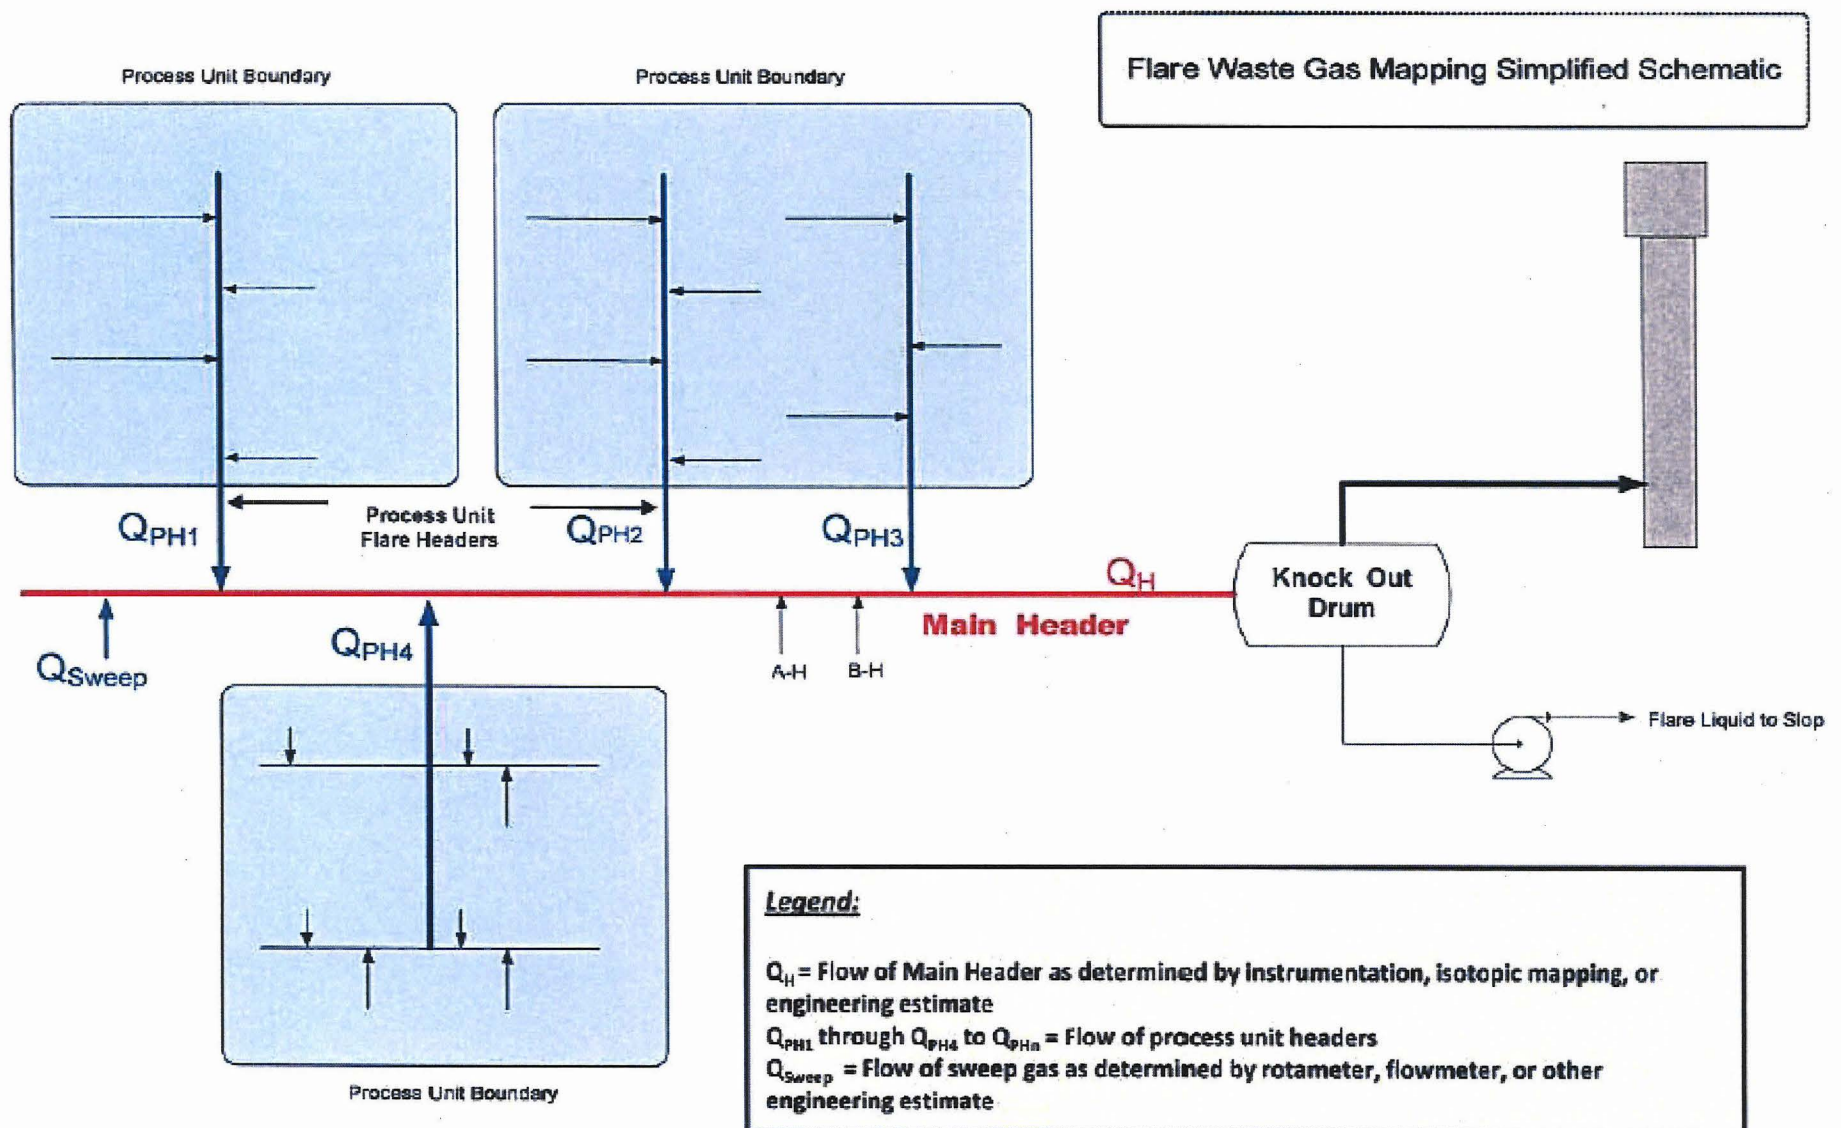 Flare Waste Gas Mapping Simplified Schematic
Process Unit Boundary
Process Unit Boundary
QPH1
Process Unit
Flare Headers
QPH2
QPH3
QH
Main Header
Knock Out
Drum
QSweep
QPH4
A-H
B-H
Flare Liquid to Slop
Process Unit Boundary
Legend:
QH = Flow of Main Header as determined by instrumentation, isotopic mapping, or
engineering estimate
QPH1 through QPH4 to QPHn = Flow of process unit headers
QSweep = Flow of sweep gas as determined by rotameter, flowmeter, or other
engineering estimate